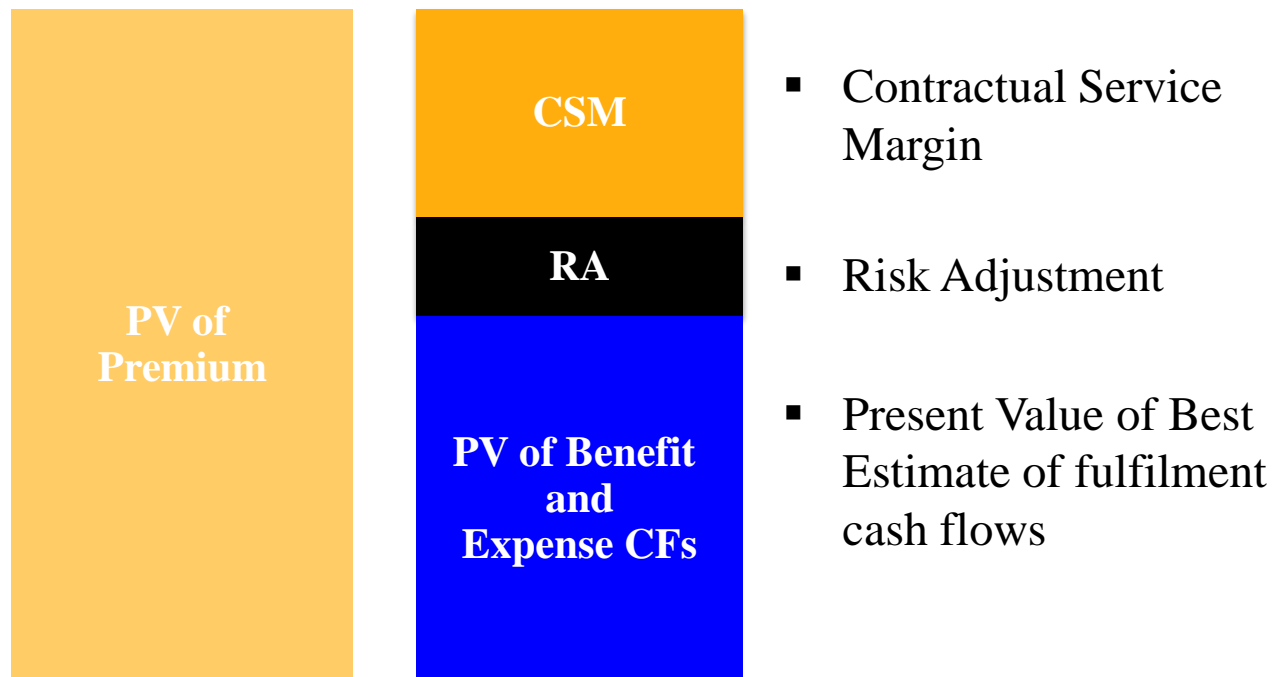 PV of
Premium
CSM
RA
PV of Benefit
and
Expense CFs
▪ Contractual Service
Margin
▪ Risk Adjustment
▪ Present Value of Best
Estimate of fulfilment
cash flows